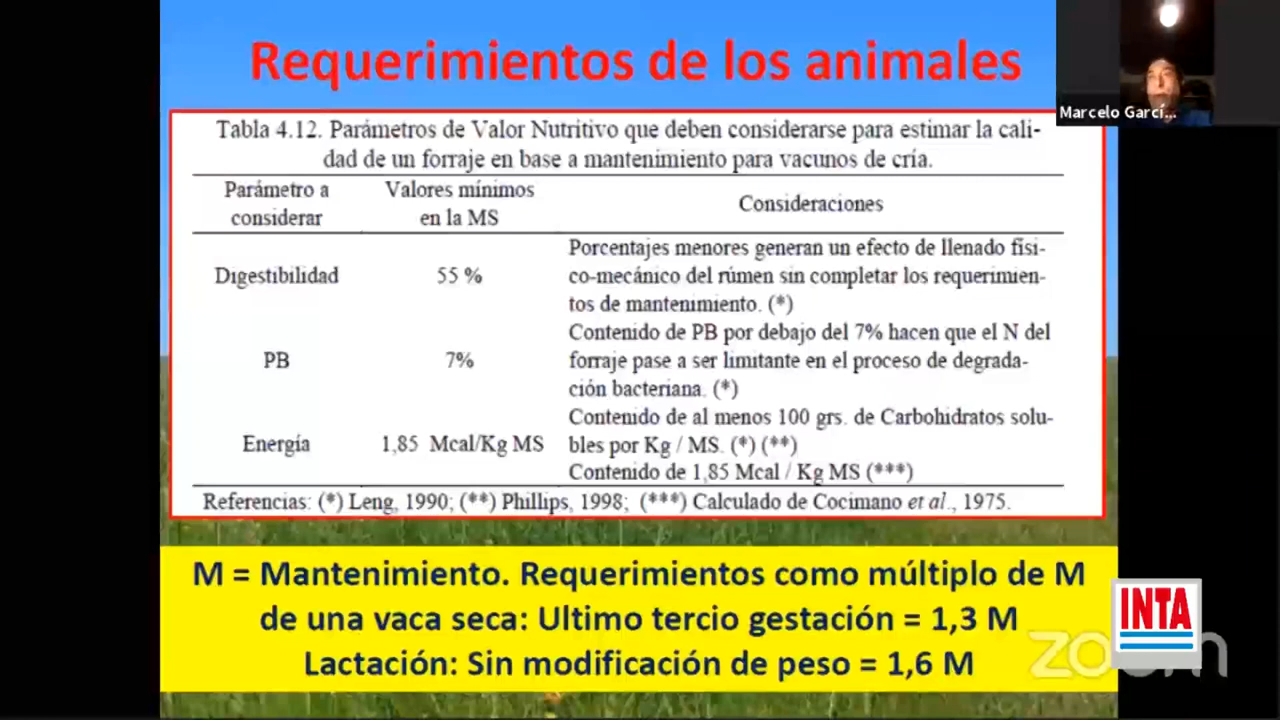 Requerimientos de los animales
Marcelo Garcí...
Tabla 4.12. Parámetros de Valor Nutritivo que deben considerarse para estimar la cali-
dad de un forraje en base a mantenimiento para vacunos de cría.
Parámetro a considerar
Valores mínimos en la MS
Consideraciones
Digestibilidad
55 %
Porcentajes menores generan un efecto de llenado físi-
co-mecánico del rúmen sin completar los requerimien-
tos de mantenimiento. (*)
PB
7%
Contenido de PB por debajo del 7% hacen que el N del
forraje pase a ser limitante en el proceso de degrada-
ción bacteriana. (*)
Energía
1,85 Mcal/Kg MS
Contenido de al menos 100 grs. de Carbohidratos solu-
bles por Kg / MS. (*) (**)
Contenido de 1,85 Mcal / Kg MS (***)
Referencias: (*) Leng, 1990; (**) Phillips, 1998; (***) Calculado de Cocimano et al., 1975.
M = Mantenimiento. Requerimientos como múltiplo de M
de una vaca seca: Ultimo tercio gestación = 1,3 M
Lactación: Sin modificación de peso = 1,6 M
INTA
zoom